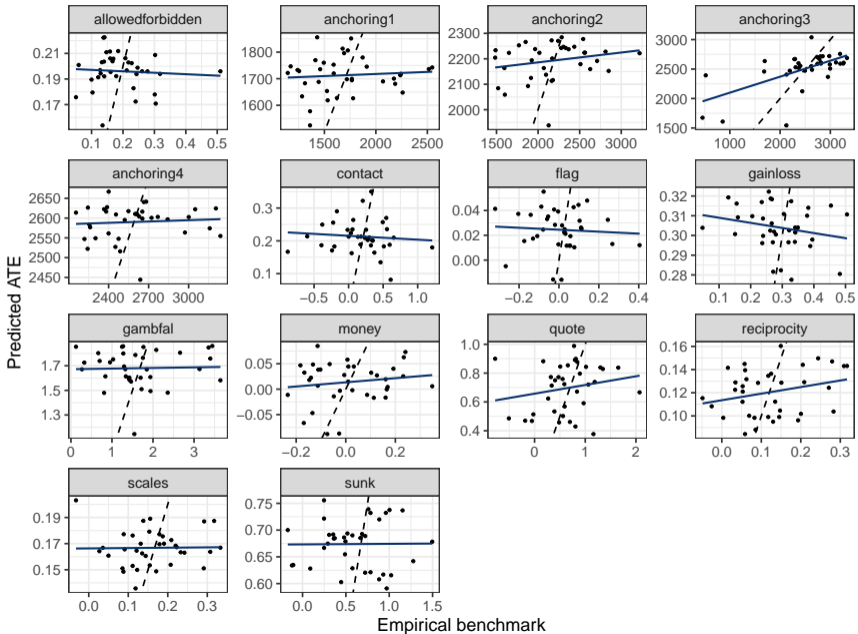 allowedforbidden anchoring1 anchoring2 anchoring3
0.21 0.19 0.17
0.1 0.2 0.3 0.4 0.5
1800 1700 1600
1500 2000 2500
2300 2200 2100 2000
1500 2000 2500 3000
3000 2500 2000 1500
1000 2000 3000
anchoring4 contact flag gainloss
2650 2600 2550 2500 2450
2400 2700 3000
0.3 0.2 0.1
−0.5 0.0 0.5 1.0
0.04 0.02 0.00
−0.2 0.0 0.2 0.4
0.32 0.31 0.30 0.29 0.28
0.1 0.2 0.3 0.4 0.5
Predicted ATE
gambfal money quote reciprocity
1.7 1.5 1.3
0 1 2 3
0.05 0.00 −0.05
−0.2 0.0 0.2
1.0 0.8 0.6 0.4
0 1 2
0.16 0.14 0.12 0.10
0.0 0.1 0.2 0.3
scales sunk
0.19 0.17 0.15
0.0 0.1 0.2 0.3
0.75 0.70 0.65 0.60
0.0 0.5 1.0 1.5
Empirical benchmark